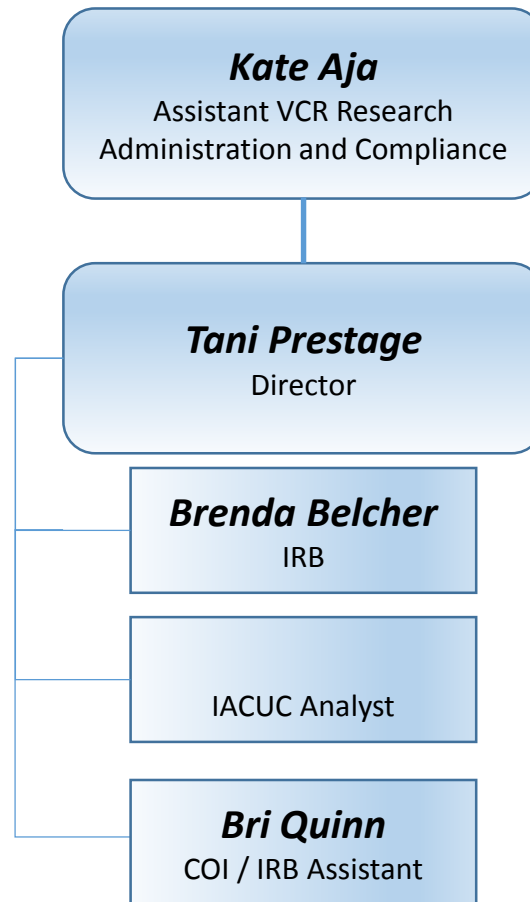 Kate Aja
Assistant VCR Research
Administration and Compliance
Tani Prestage
Director
Brenda Belcher
IRB
IACUC Analyst
Bri Quinn
COI / IRB Assistant